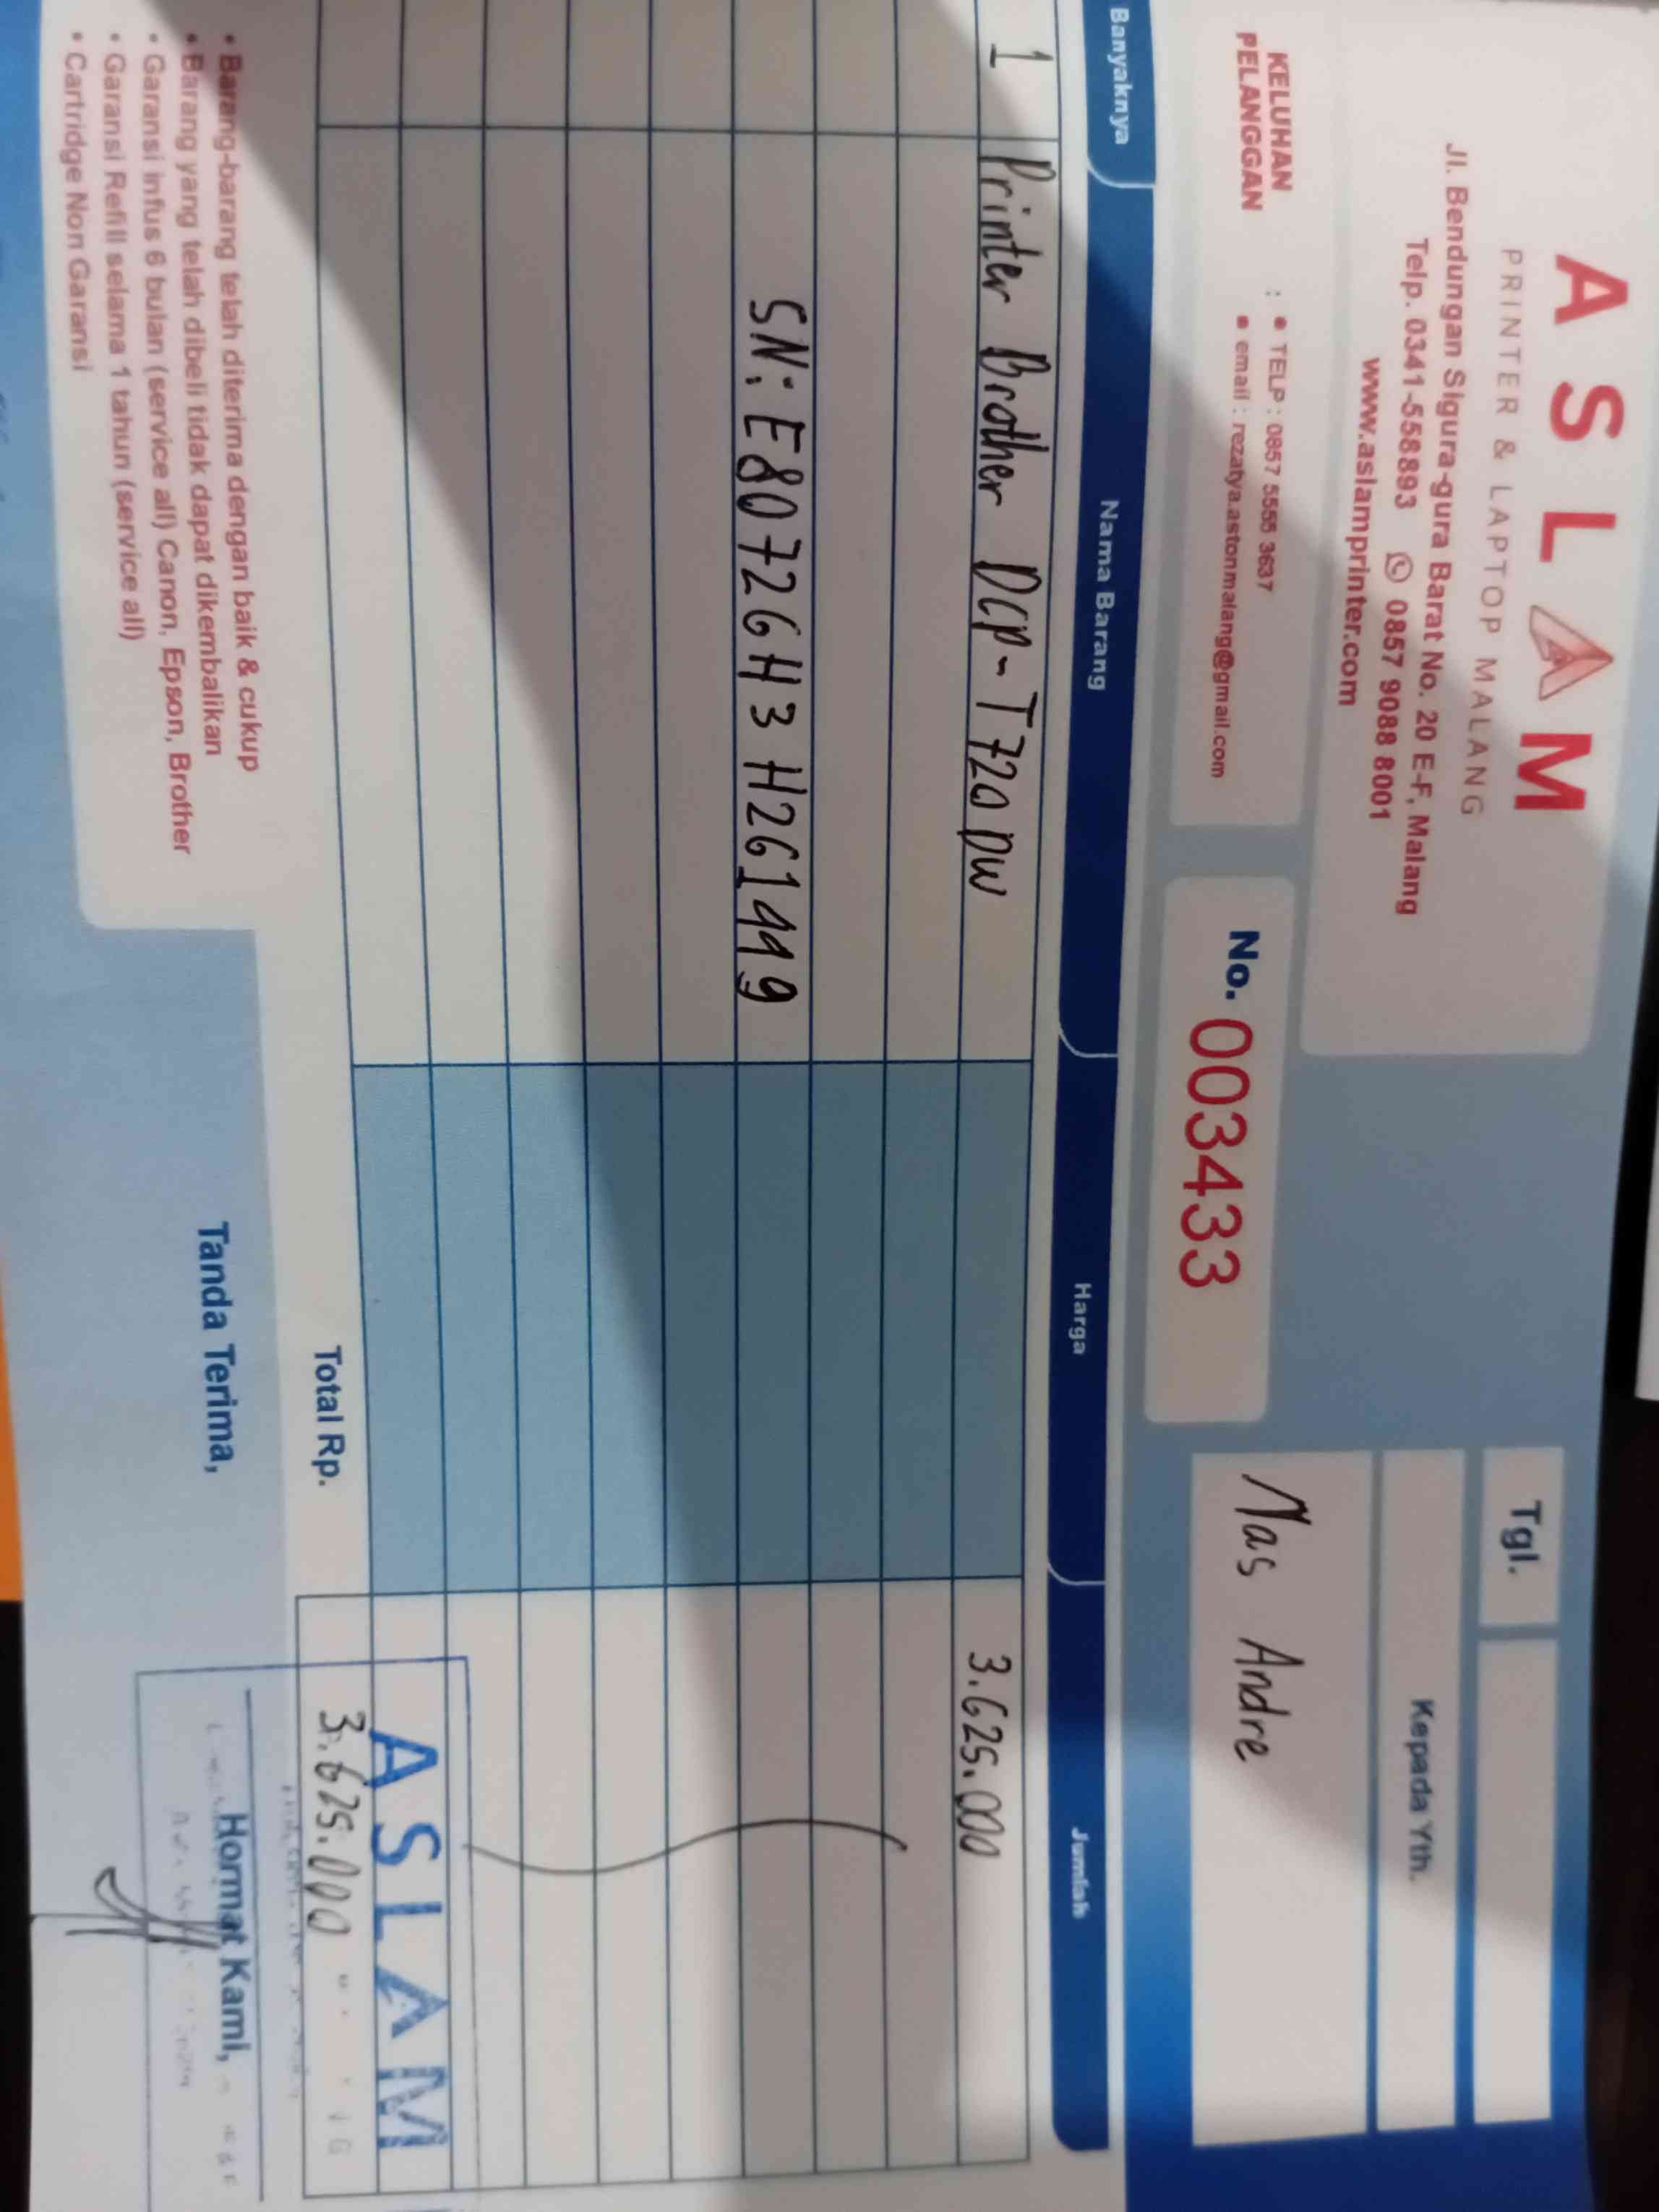 ASLAM
PRINTER & LAPTOP MALANG
Jl. Bendungan Sigura-gura Barat No. 20 E-F, Malang
Telp. 0341-558893 0857 9088 8001
www.aslamprinter.com
Tgl.
Kepada Yth.
Mas Andre
KELUHAN PELANGGAN : • TELP : 0857 5555 3637
• email : rezatya.astonmalang@gmail.com
No. 003433
Banyaknya Nama Barang Harga Jumlah
1 Printer Brother DCP-T720DW 3.625.000
SN: E80726H3H261449
Total Rp. 3.625.000
ASLAM
• Barang-barang telah diterima dengan baik & cukup
• Barang yang telah dibeli tidak dapat dikembalikan
• Garansi infus 6 bulan (service all) Canon, Epson, Brother
• Garansi Refill selama 1 tahun (service all)
• Cartridge Non Garansi
Tanda Terima,
Hormat Kami,